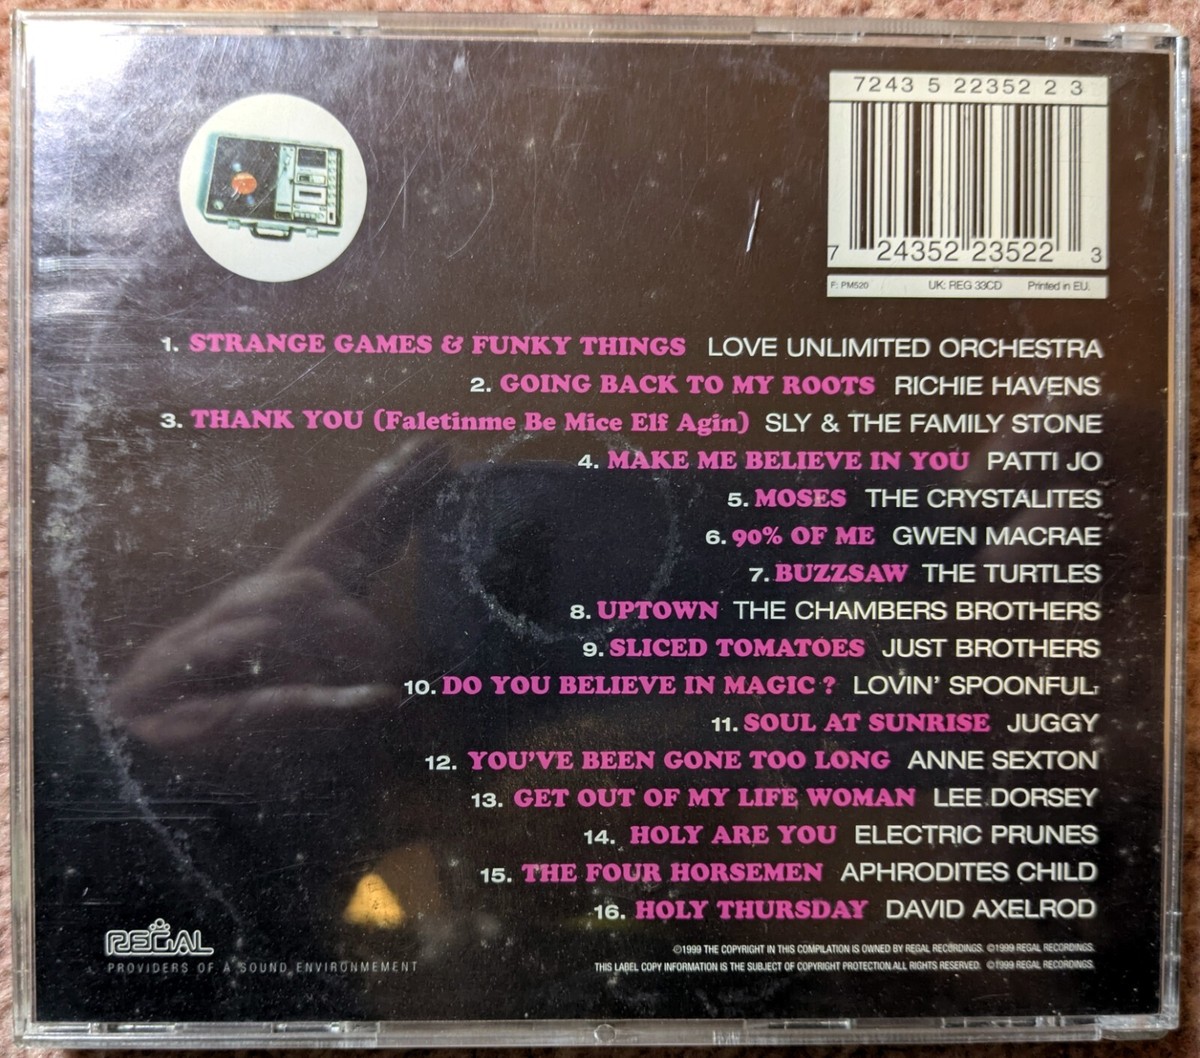 7243 5 22352 2 3
7 24352 23522 3
F: PM520 UK: REG 33CD Printed in EU.
1. STRANGE GAMES & FUNKY THINGS LOVE UNLIMITED ORCHESTRA
2. GOING BACK TO MY ROOTS RICHIE HAVENS
3. THANK YOU (Faletinme Be Mice Elf Agin) SLY & THE FAMILY STONE
4. MAKE ME BELIEVE IN YOU PATTI JO
5. MOSES THE CRYSTALITES
6. 90% OF ME GWEN MACRAE
7. BUZZSAW THE TURTLES
8. UPTOWN THE CHAMBERS BROTHERS
9. SLICED TOMATOES JUST BROTHERS
10. DO YOU BELIEVE IN MAGIC ? LOVIN' SPOONFUL
11. SOUL AT SUNRISE JUGGY
12. YOU'VE BEEN GONE TOO LONG ANNE SEXTON
13. GET OUT OF MY LIFE WOMAN LEE DORSEY
14. HOLY ARE YOU ELECTRIC PRUNES
15. THE FOUR HORSEMEN APHRODITES CHILD
16. HOLY THURSDAY DAVID AXELROD
REGAL
PROVIDERS OF A SOUND ENVIRONMEMENT
℗1999 THE COPYRIGHT IN THIS COMPILATION IS OWNED BY REGAL RECORDINGS. ©1999 REGAL RECORDINGS.
THIS LABEL COPY INFORMATION IS THE SUBJECT OF COPYRIGHT PROTECTION.ALL RIGHTS RESERVED. ©1999 REGAL RECORDINGS.